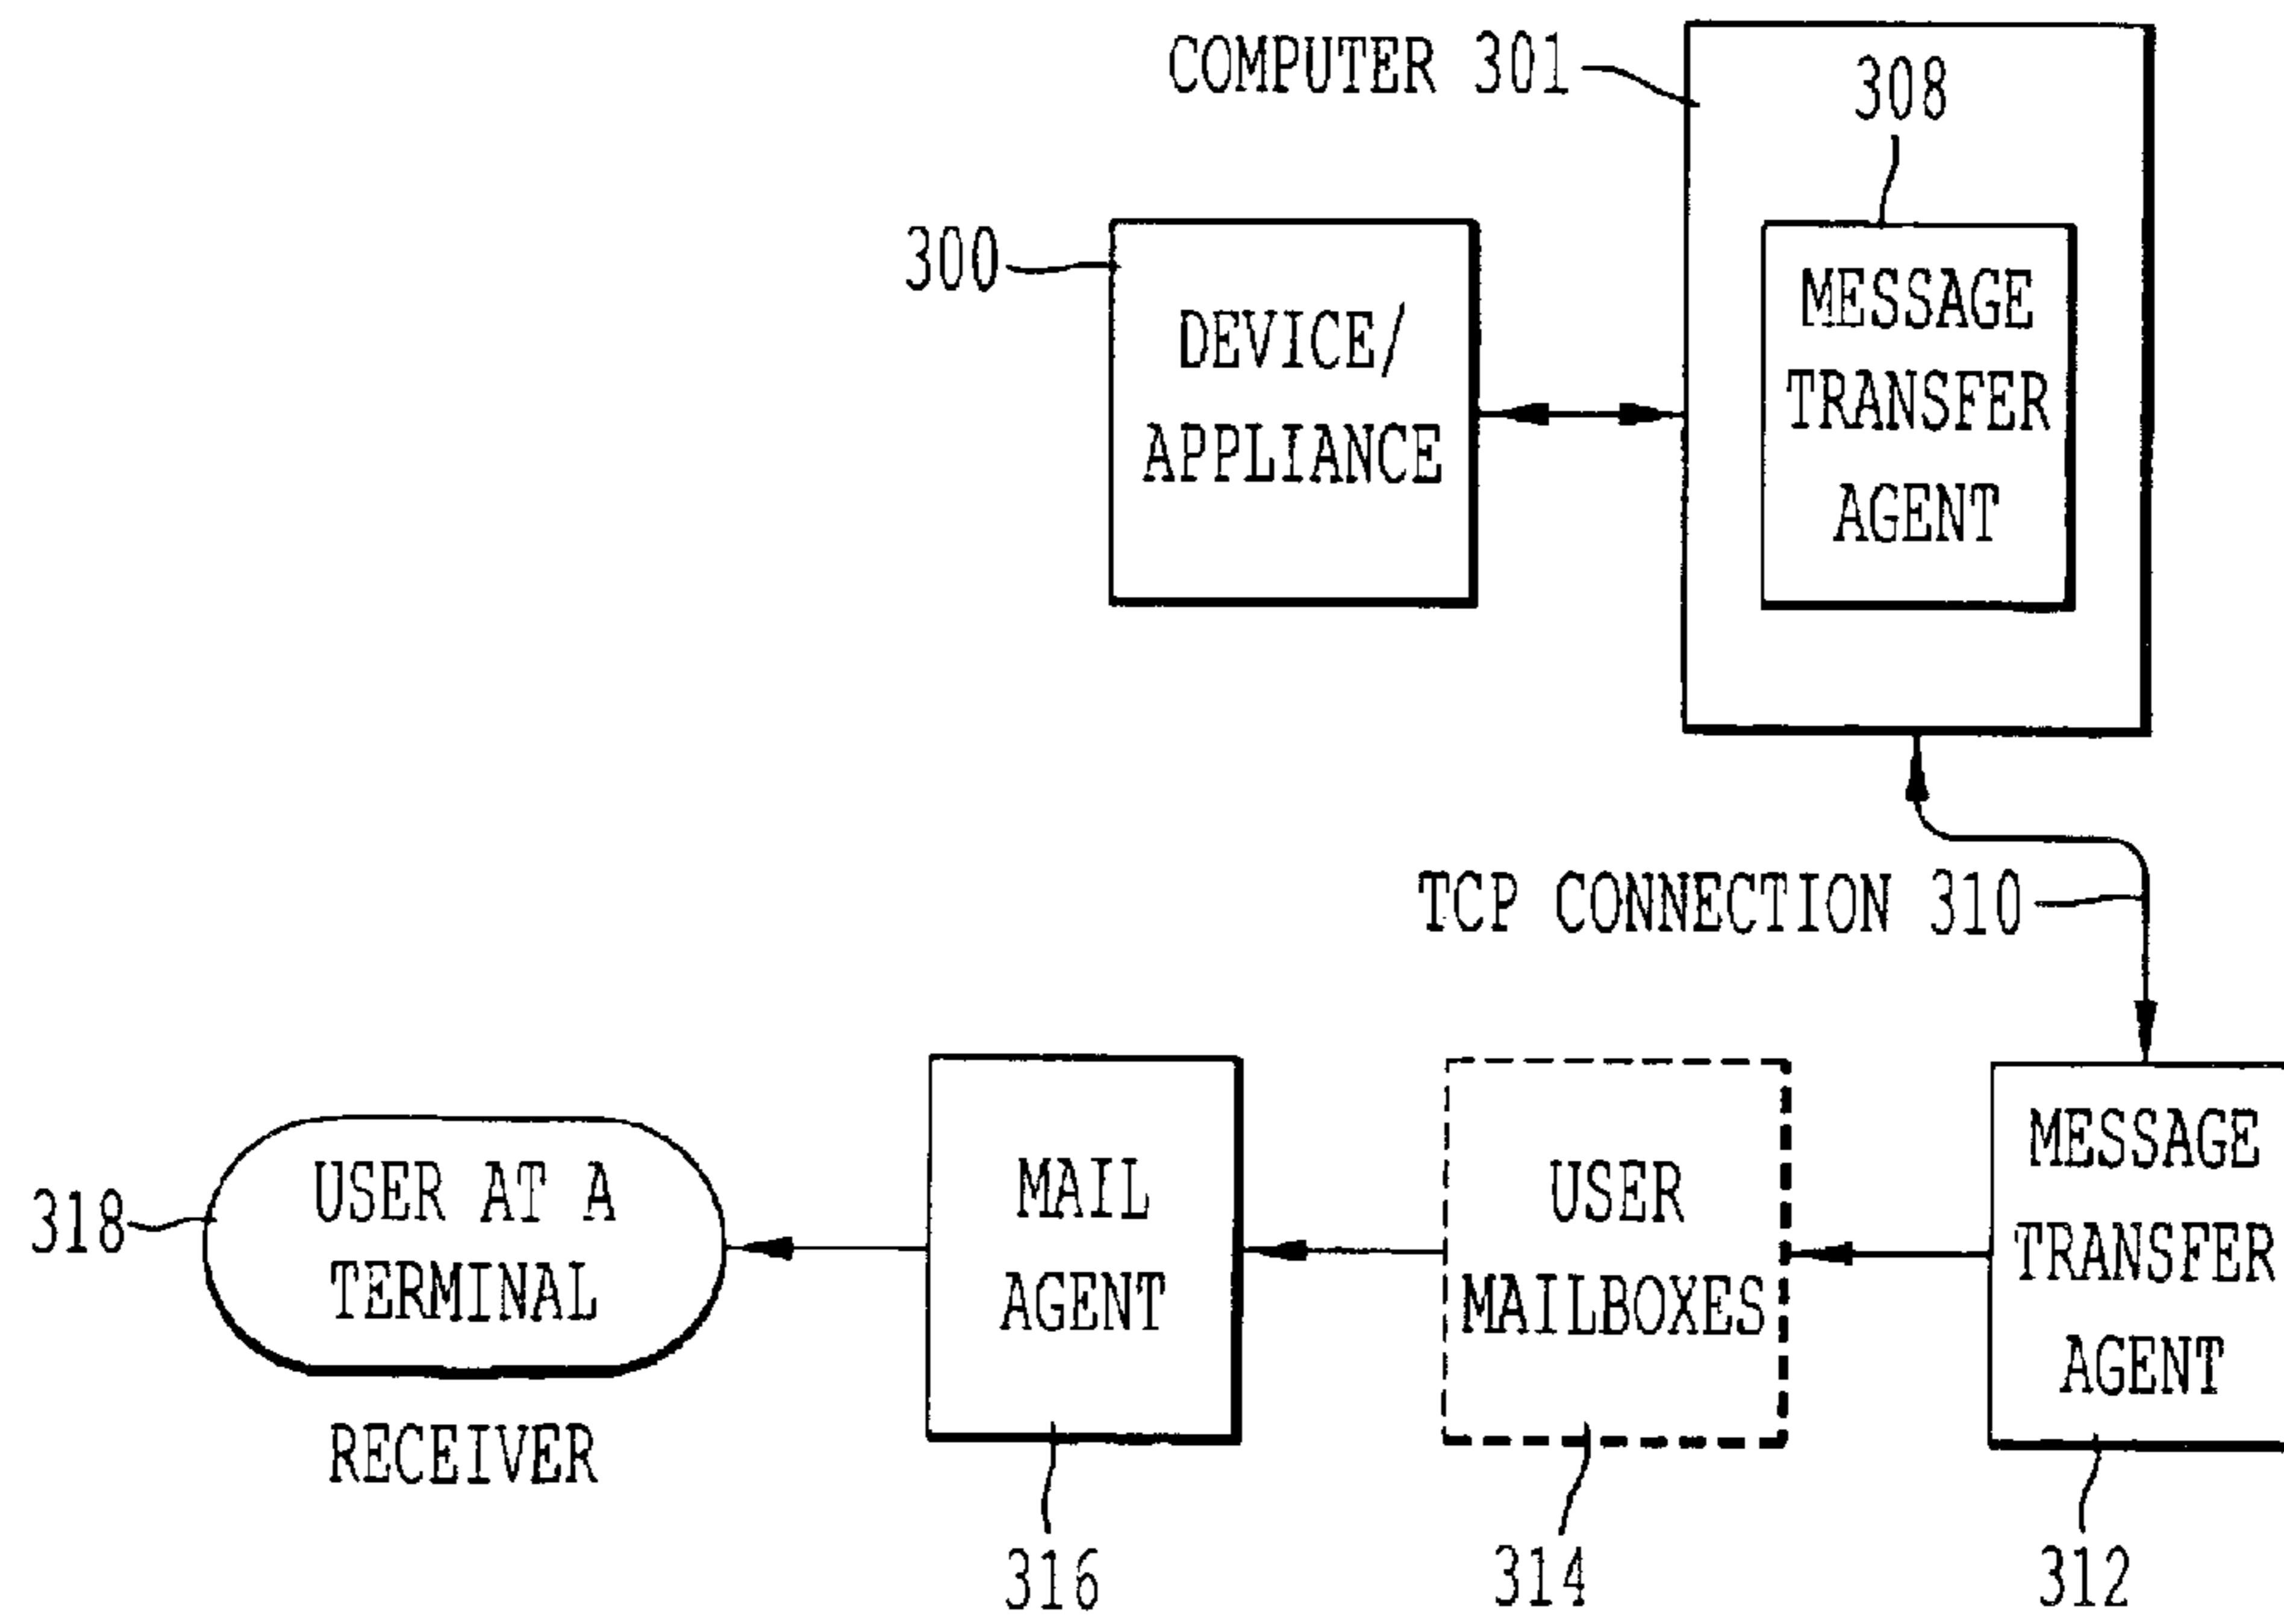 COMPUTER 301
308
300
DEVICE/
APPLIANCE
MESSAGE
TRANSFER
AGENT
TCP CONNECTION 310
318
USER AT A
TERMINAL
RECEIVER
MAIL
AGENT
316
USER
MAILBOXES
314
MESSAGE
TRANSFER
AGENT
312